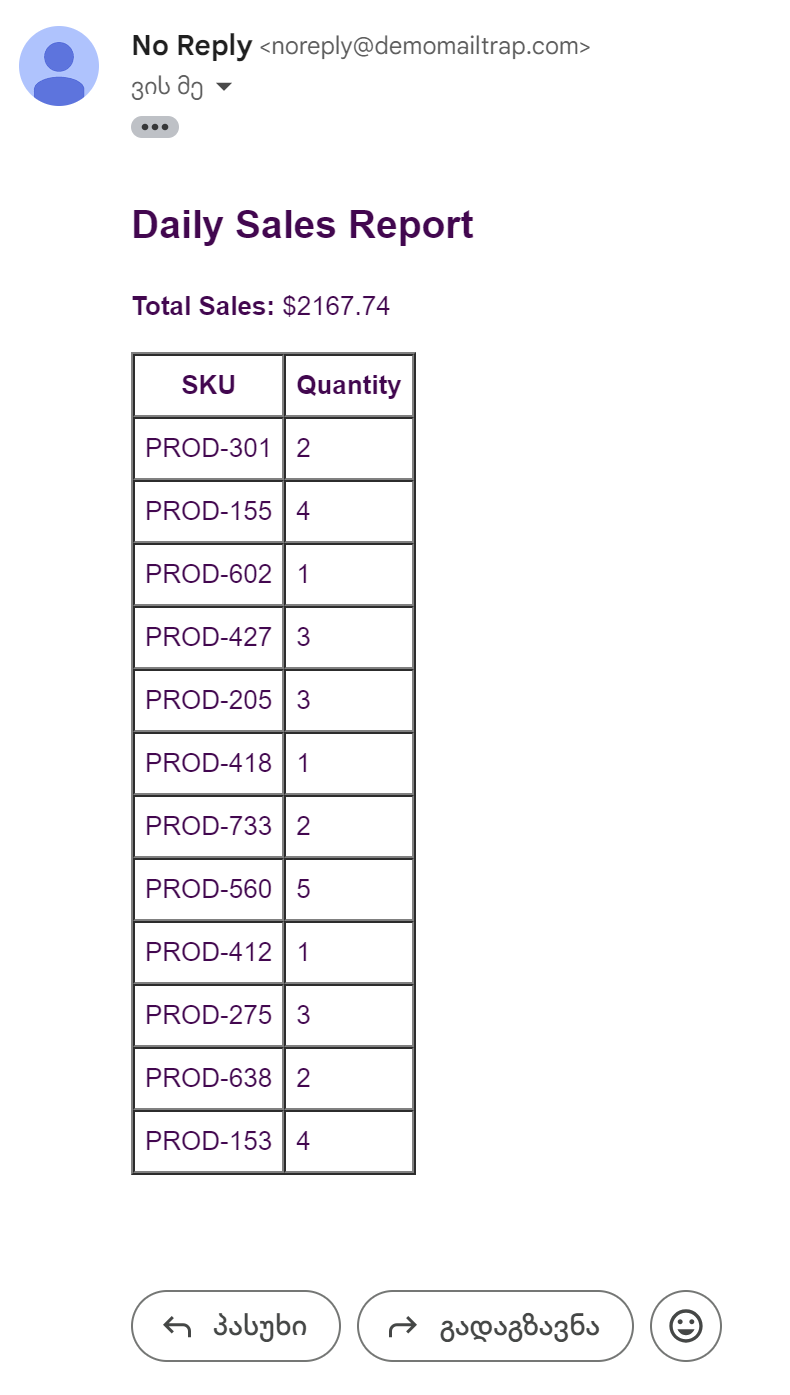 No Reply <noreply@demomailtrap.com>
ვის მე
Daily Sales Report
Total Sales: $2167.74
SKU Quantity
PROD-301 2
PROD-155 4
PROD-602 1
PROD-427 3
PROD-205 3
PROD-418 1
PROD-733 2
PROD-560 5
PROD-412 1
PROD-275 3
PROD-638 2
PROD-153 4
პასუხი გადაგზავნა